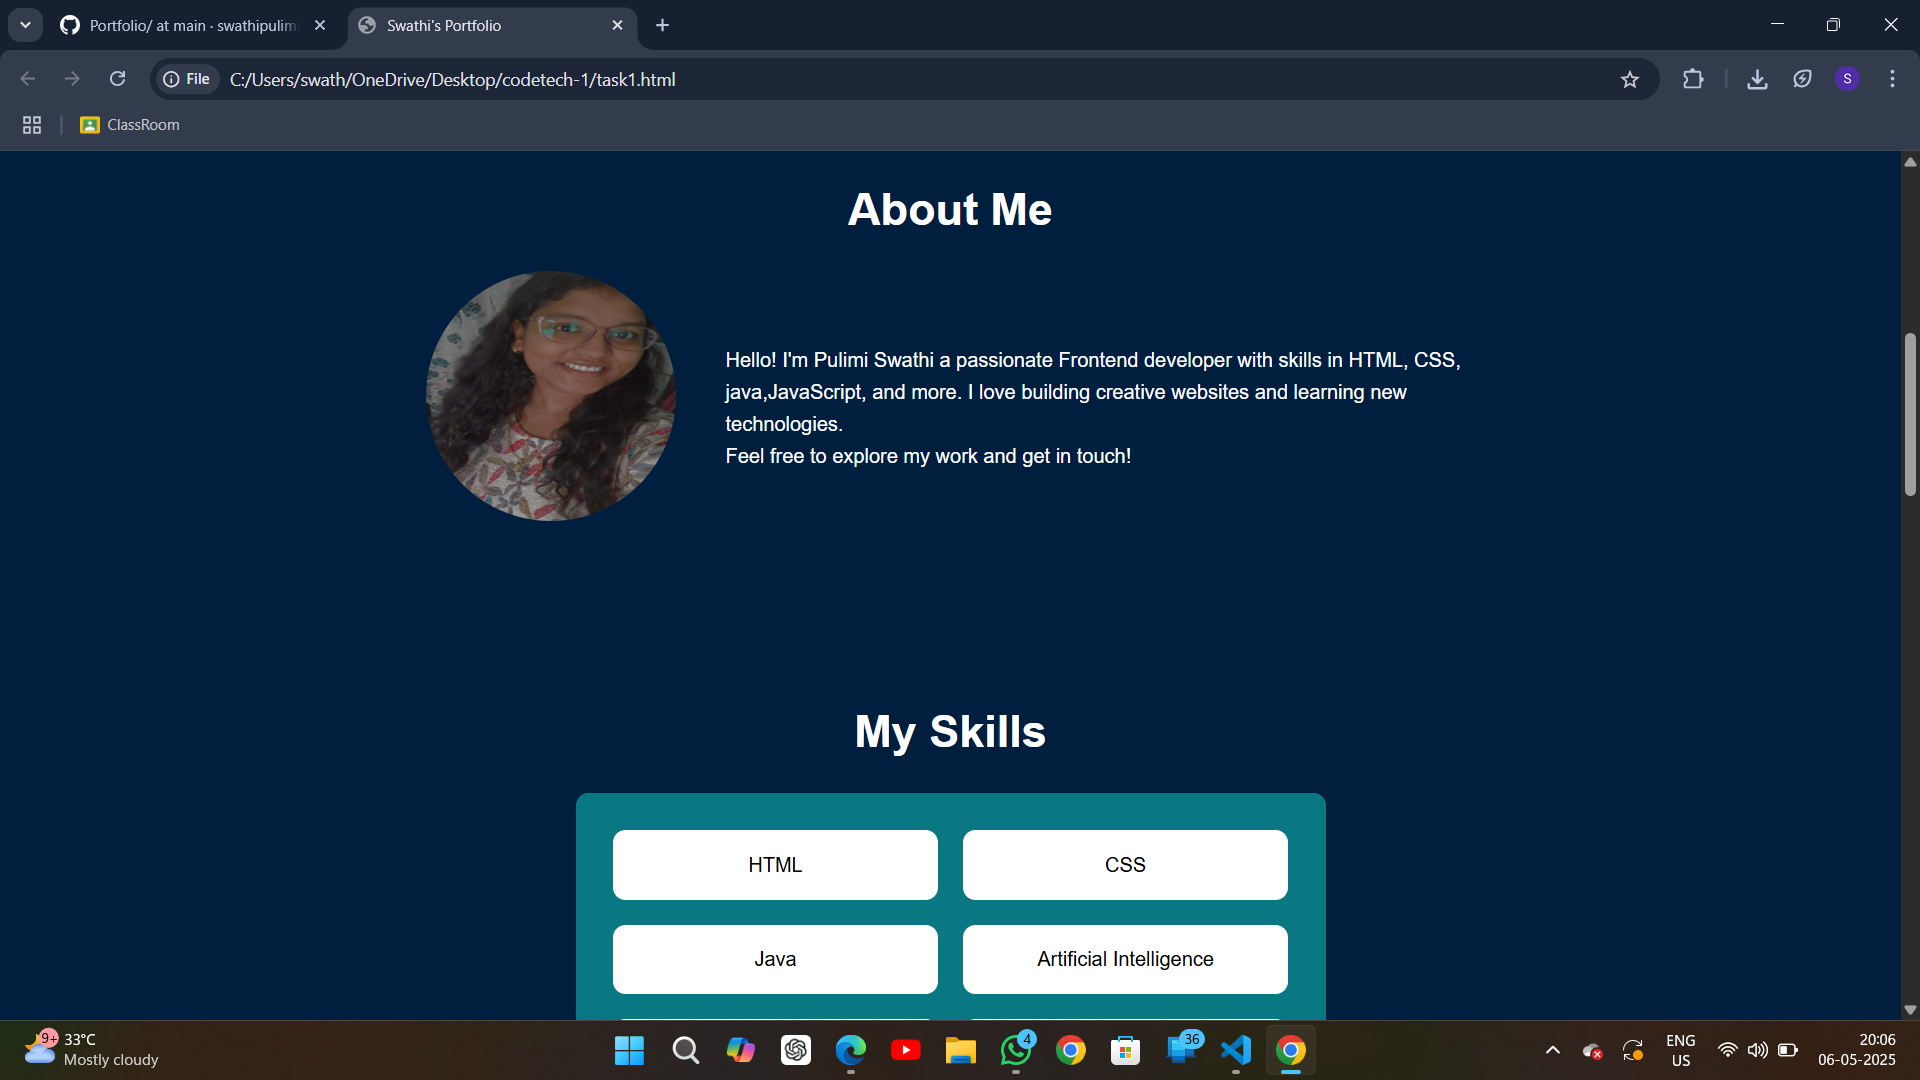 Portfolio/ at main · swathipulim
Swathi's Portfolio
File
C:/Users/swath/OneDrive/Desktop/codetech-1/task1.html
S
ClassRoom
About Me
Hello! I'm Pulimi Swathi a passionate Frontend developer with skills in HTML, CSS,
java,JavaScript, and more. I love building creative websites and learning new
technologies.
Feel free to explore my work and get in touch!
My Skills
HTML
CSS
Java
Artificial Intelligence
9+
33°C
Mostly cloudy
4
36
ENG
US
20:06
06-05-2025